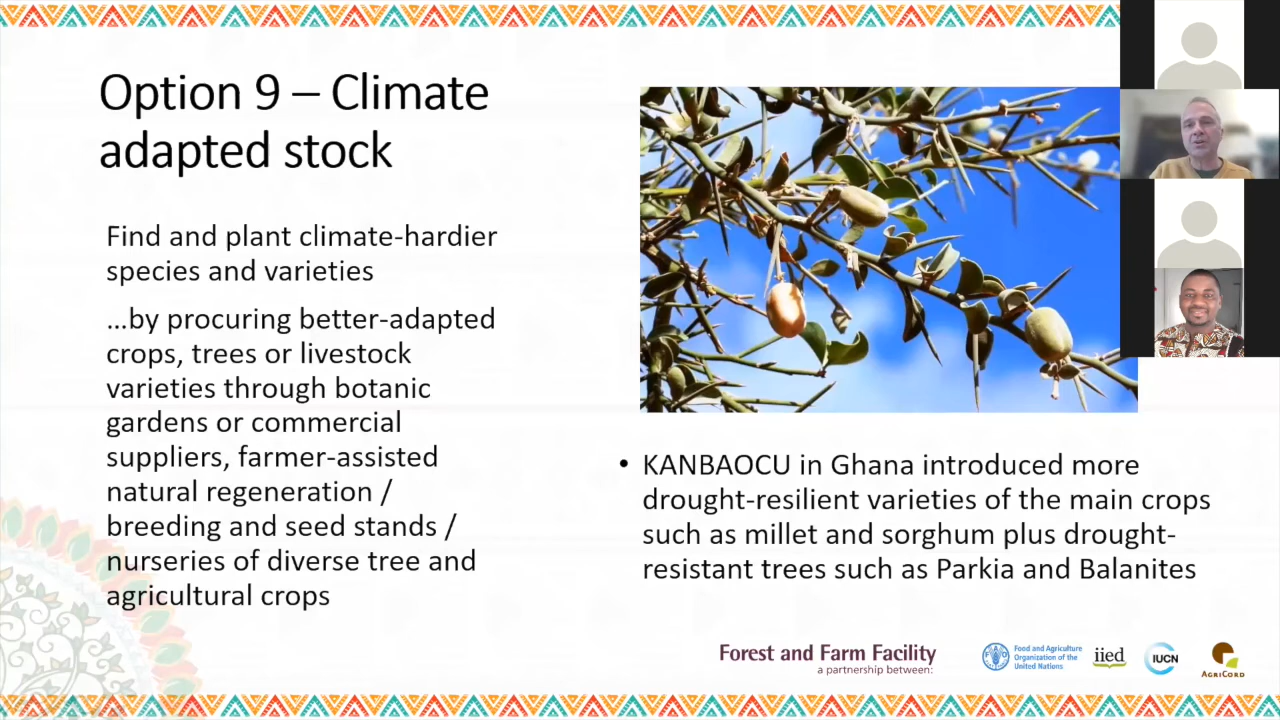 Option 9 – Climate
adapted stock
Find and plant climate-hardier
species and varieties
...by procuring better-adapted
crops, trees or livestock
varieties through botanic
gardens or commercial
suppliers, farmer-assisted
natural regeneration /
breeding and seed stands /
nurseries of diverse tree and
agricultural crops
• KANBAOCU in Ghana introduced more
drought-resilient varieties of the main crops
such as millet and sorghum plus drought-
resistant trees such as Parkia and Balanites
Forest and Farm Facility
a partnership between:
Food and Agriculture
Organization of the
United Nations
iied
IUCN
AGRICORD